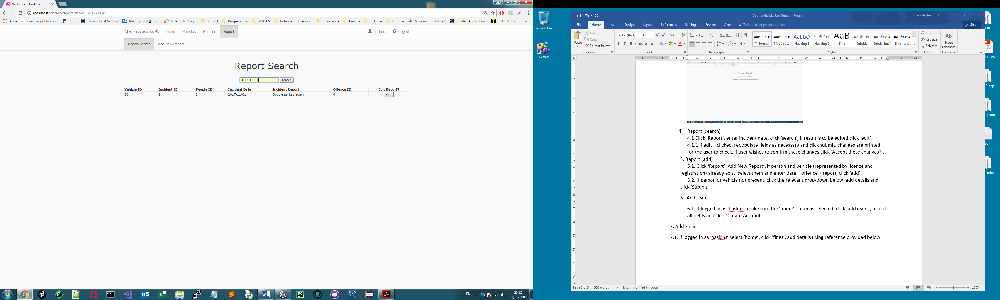 Welcome - haskins
Leo
localhost/dbtest/report.php?q=2017-11-01
Apps
University of Notting
Portal
University of Notting
Mail – psxln1@exma
NUsearch - Login
General
Programming
MSC CS
Database Coursewor
St Barnabas
Careers
JS Docu
Terminal
Movement | Peter's V
CreativeApplications.
TalkTalk Router
»
Sparrowhawk
Home
Vehicles
Persons
Report
haskins
Logout
Report Search
Add New Report
Report Search
2017-11-01
search
Vehicle ID Incident ID People ID Incident Date Incident Report Offence ID Edit Report?
20 2 8 2017-11-01 Double parked again 4 Edit
EN
20:32
11/01/2018
Recycle Bin
Defrag
Sparrowhawk User Guide - Word
Leo Naylor
File Home Insert Design Layout References Mailings Review View Tell me what you want to do
Share
Paste
Cut
Copy
Format Painter
Clipboard
Calibri (Body) 11
Font
Paragraph
AaBbCcDc ¶ Normal
AaBbCcDc ¶ No Spac...
AaBbCc Heading 1
AaBbCcD Heading 2
AaB Title
AaBbCcD Subtitle
AaBbCcDc Subtle Em...
AaBbCcDc Emphasis
Styles
Find
Replace
Select
Editing
AB¹
Insert
Footnote
Footnote
Person Search
4. Report (search)
4.1 Click ‘Report’, enter incident date, click ‘search’, if result is to be edited click ‘edit’
4.1.1 If edit = clicked, repopulate fields as necessary and click submit, changes are printed
for the user to check, if user wishes to confirm these changes click ‘Accept these changes?’.
5. Report (add)
5.1. Click ‘Report’ ‘Add New Report’, if person and vehicle (represented by licence and
registration) already exist: select them and enter date + offence + report, click ‘add’
5.2. If person or vehicle not present, click the relevant drop-down below, add details and
click ‘Submit’
6. Add Users
6.1. If logged in as ‘haskins’ make sure the ‘home’ screen is selected, click ‘add users’, fill out
all fields and click ‘Create Account’.
7. Add Fines
7.1. If logged in as ‘haskins’ select ‘home’, click ‘fines’, add details using reference provided below.
Page 3 of 3 520 words English (United Kingdom)
130%
CKUP
is.CW2
8 php
-demo
rephp